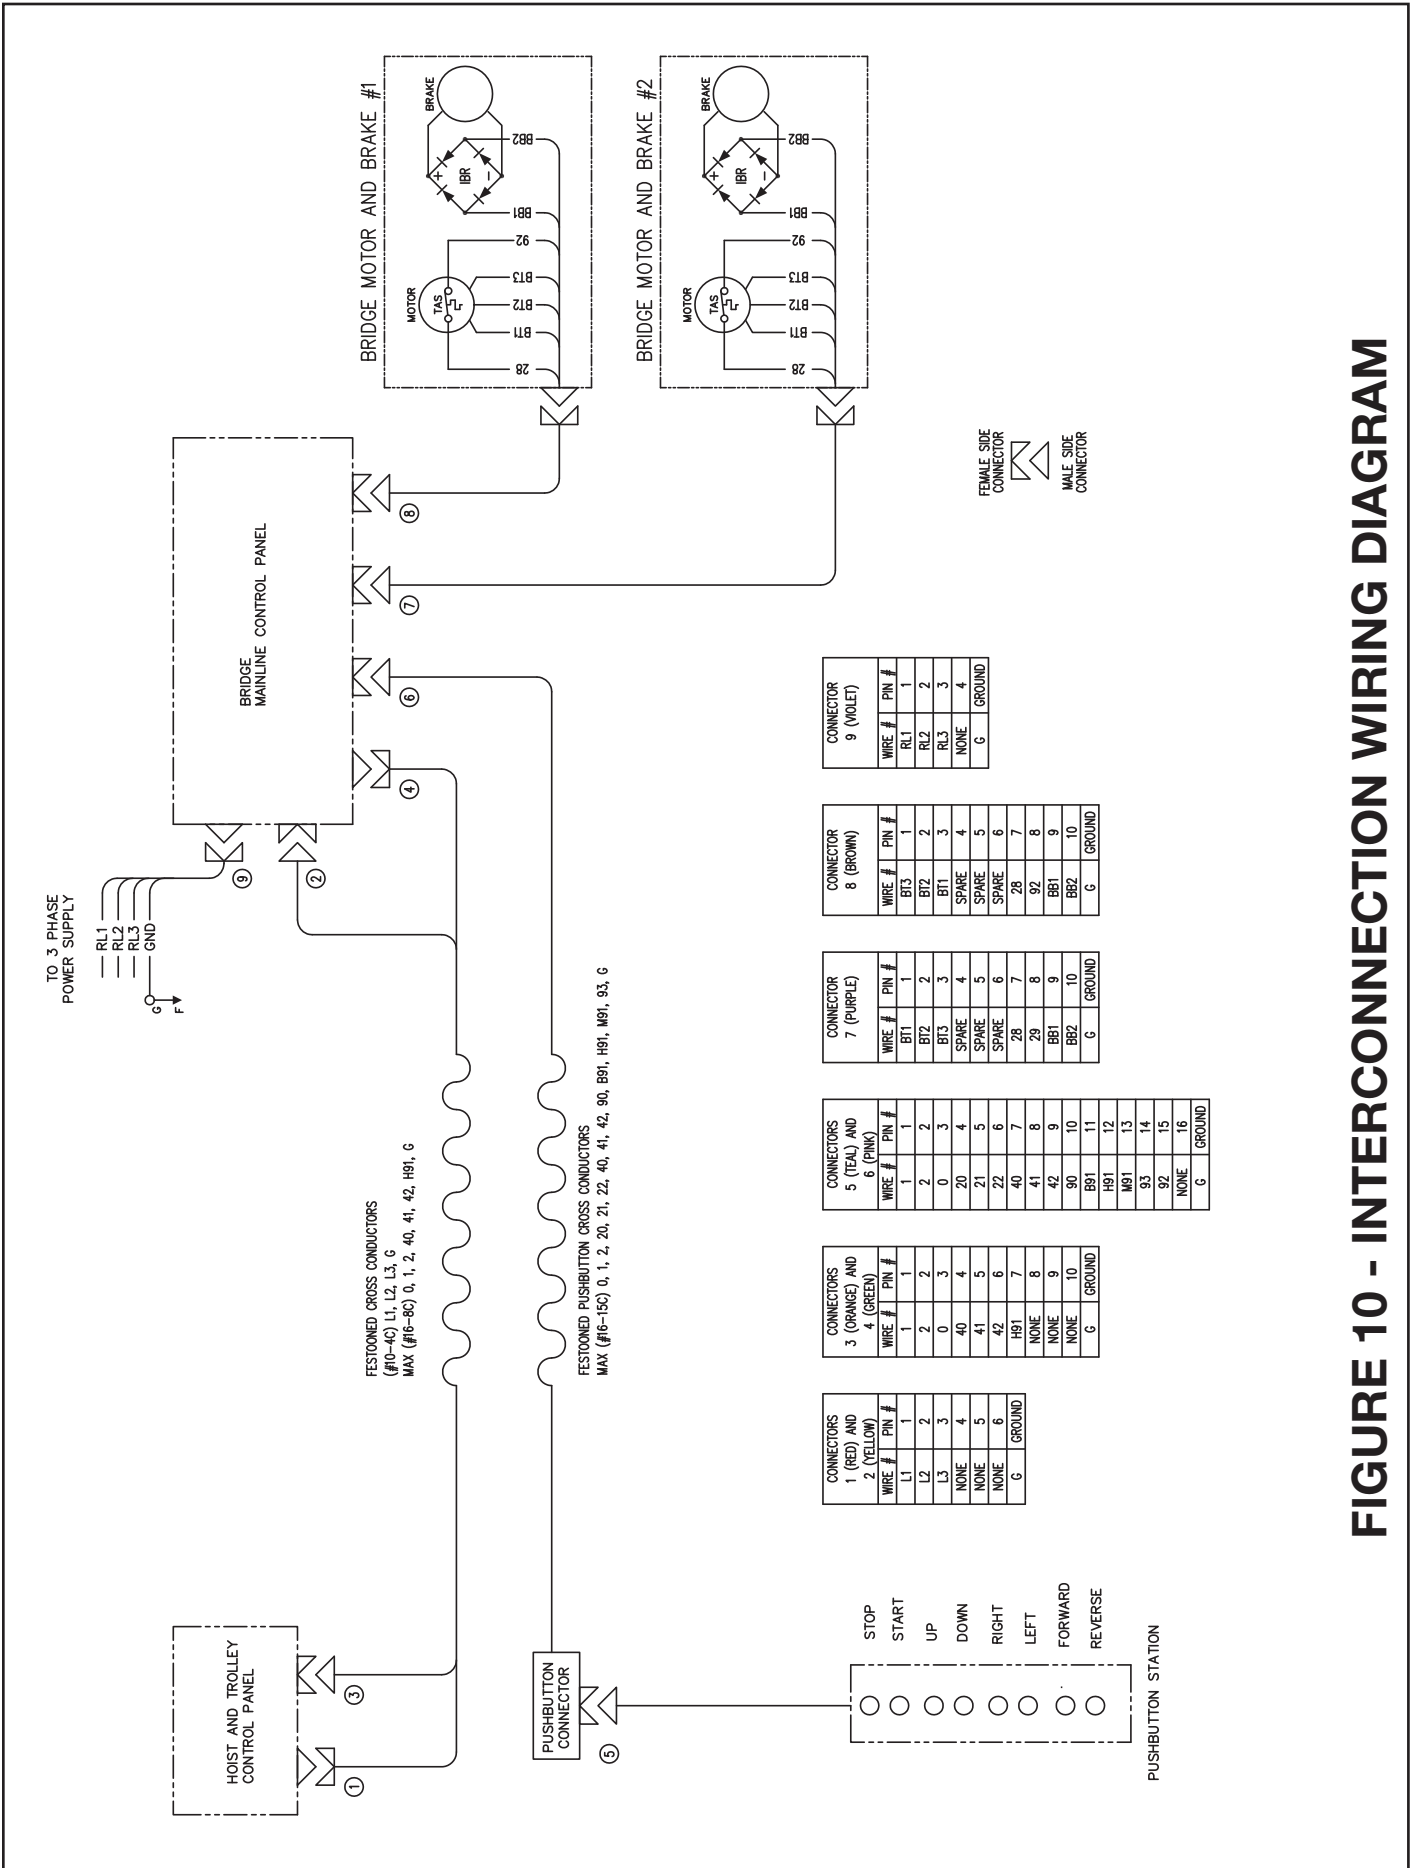 TO 3 PHASE
POWER SUPPLY
RL1
RL2
RL3
GND
G
F
9
2
BRIDGE
MAINLINE CONTROL PANEL
4
6
7
8
BRIDGE MOTOR AND BRAKE #1
MOTOR
TAS
BRAKE
IBR
+
−
28
BT1
BT2
BT3
92
BB1
BB2
BRIDGE MOTOR AND BRAKE #2
MOTOR
TAS
BRAKE
IBR
+
−
28
BT1
BT2
BT3
92
BB1
BB2
HOIST AND TROLLEY
CONTROL PANEL
1
3
FESTOONED CROSS CONDUCTORS
(#10-4C) L1, L2, L3, G
MAX (#16-8C) 0, 1, 2, 40, 41, 42, H91, G
FESTOONED PUSHBUTTON CROSS CONDUCTORS
MAX (#16-15C) 0, 1, 2, 20, 21, 22, 40, 41, 42, 90, B91, H91, M91, 93, G
PUSHBUTTON
CONNECTOR
5
STOP
START
UP
DOWN
RIGHT
LEFT
FORWARD
REVERSE
PUSHBUTTON STATION
FEMALE SIDE
CONNECTOR
MALE SIDE
CONNECTOR
CONNECTORS
1 (RED) AND
2 (YELLOW)
WIRE # PIN #
L1 1
L2 2
L3 3
NONE 4
NONE 5
NONE 6
G GROUND
CONNECTORS
3 (ORANGE) AND
4 (GREEN)
WIRE # PIN #
1 1
2 2
0 3
40 4
41 5
42 6
H91 7
NONE 8
NONE 9
NONE 10
G GROUND
CONNECTORS
5 (TEAL) AND
6 (PINK)
WIRE # PIN #
1 1
2 2
0 3
20 4
21 5
22 6
40 7
41 8
42 9
90 10
B91 11
H91 12
M91 13
93 14
92 15
NONE 16
G GROUND
CONNECTOR
7 (PURPLE)
WIRE # PIN #
BT1 1
BT2 2
BT3 3
SPARE 4
SPARE 5
SPARE 6
28 7
29 8
BB1 9
BB2 10
G GROUND
CONNECTOR
8 (BROWN)
WIRE # PIN #
BT3 1
BT2 2
BT1 3
SPARE 4
SPARE 5
SPARE 6
28 7
92 8
BB1 9
BB2 10
G GROUND
CONNECTOR
9 (VIOLET)
WIRE # PIN #
RL1 1
RL2 2
RL3 3
NONE 4
G GROUND
FIGURE 10 - INTERCONNECTION WIRING DIAGRAM